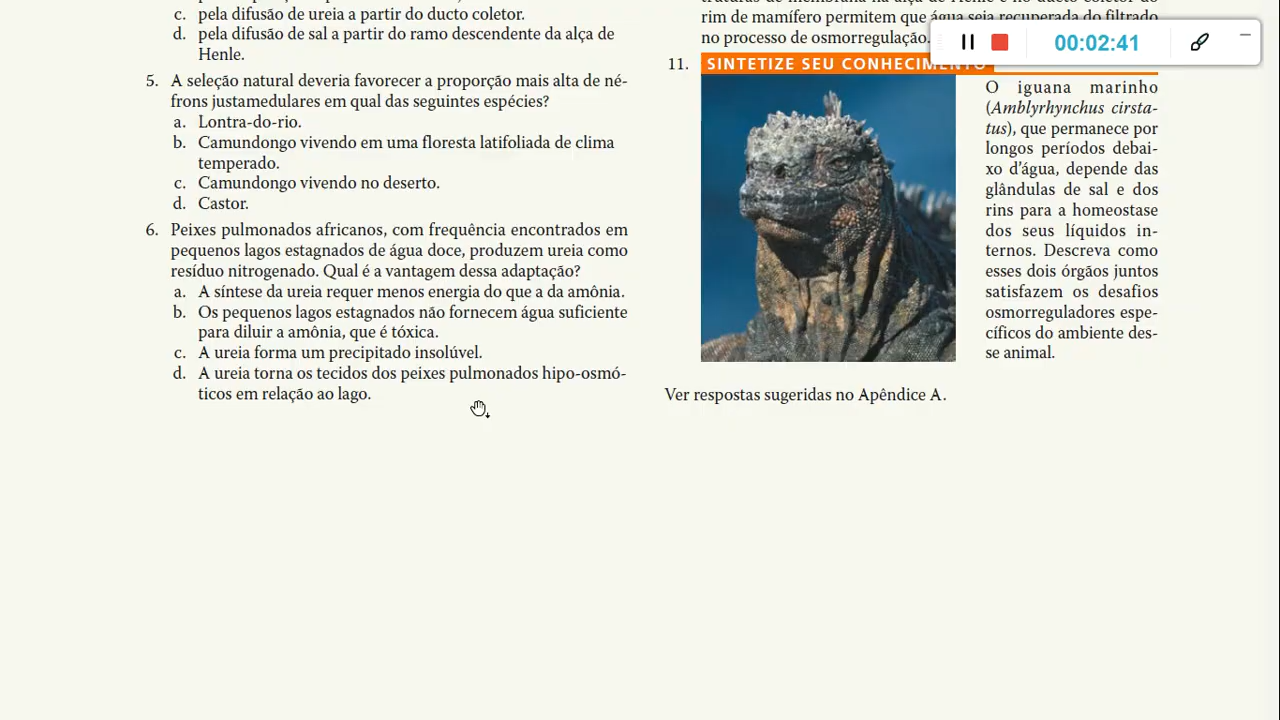 c. pela difusão de ureia a partir do ducto coletor.
d. pela difusão de sal a partir do ramo descendente da alça de
Henle.
5. A seleção natural deveria favorecer a proporção mais alta de né-
frons justamedulares em qual das seguintes espécies?
a. Lontra-do-rio.
b. Camundongo vivendo em uma floresta latifoliada de clima
temperado.
c. Camundongo vivendo no deserto.
d. Castor.
6. Peixes pulmonados africanos, com frequência encontrados em
pequenos lagos estagnados de água doce, produzem ureia como
resíduo nitrogenado. Qual é a vantagem dessa adaptação?
a. A síntese da ureia requer menos energia do que a da amônia.
b. Os pequenos lagos estagnados não fornecem água suficiente
para diluir a amônia, que é tóxica.
c. A ureia forma um precipitado insolúvel.
d. A ureia torna os tecidos dos peixes pulmonados hipo-osmó-
ticos em relação ao lago.
rim de mamífero permitem que água seja recuperada do filtrado
no processo de osmorregulação.
00:02:41
11. SINTETIZE SEU CONHECIMENTO
O iguana marinho
(Amblyrhynchus cirsta-
tus), que permanece por
longos períodos debai-
xo d'água, depende das
glândulas de sal e dos
rins para a homeostase
dos seus líquidos in-
ternos. Descreva como
esses dois órgãos juntos
satisfazem os desafios
osmorreguladores espe-
cíficos do ambiente des-
se animal.
Ver respostas sugeridas no Apêndice A.